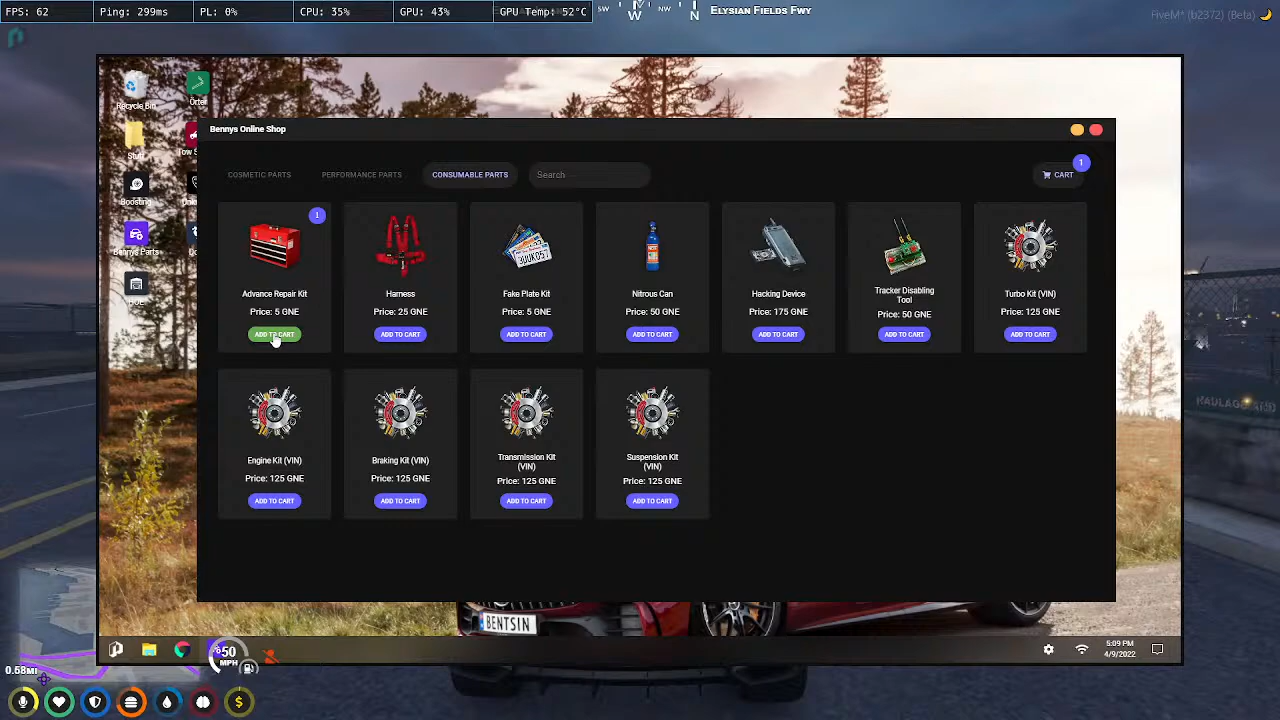 FPS: 62
Ping: 299ms
PL: 0%
CPU: 35%
GPU: 43%
GPU Temp: 52°C
SW
W
NW
N
Elysian Fields Fwy
FiveM* (b2372) (Beta)
Recycle Bin
Stuff
Boosting
Bennys Parts
Bennys Online Shop
COSMETIC PARTS
PERFORMANCE PARTS
CONSUMABLE PARTS
Search
CART
1
1
Advance Repair Kit
Price: 5 GNE
ADD TO CART
Harness
Price: 25 GNE
ADD TO CART
Fake Plate Kit
Price: 5 GNE
ADD TO CART
Nitrous Can
Price: 50 GNE
ADD TO CART
Hacking Device
Price: 175 GNE
ADD TO CART
Tracker Disabling
Tool
Price: 50 GNE
ADD TO CART
Turbo Kit (VIN)
Price: 125 GNE
ADD TO CART
Engine Kit (VIN)
Price: 125 GNE
ADD TO CART
Braking Kit (VIN)
Price: 125 GNE
ADD TO CART
Transmission Kit
(VIN)
Price: 125 GNE
ADD TO CART
Suspension Kit
(VIN)
Price: 125 GNE
ADD TO CART
BENTSIN
50
MPH
0.58MI
5:09 PM
4/9/2022